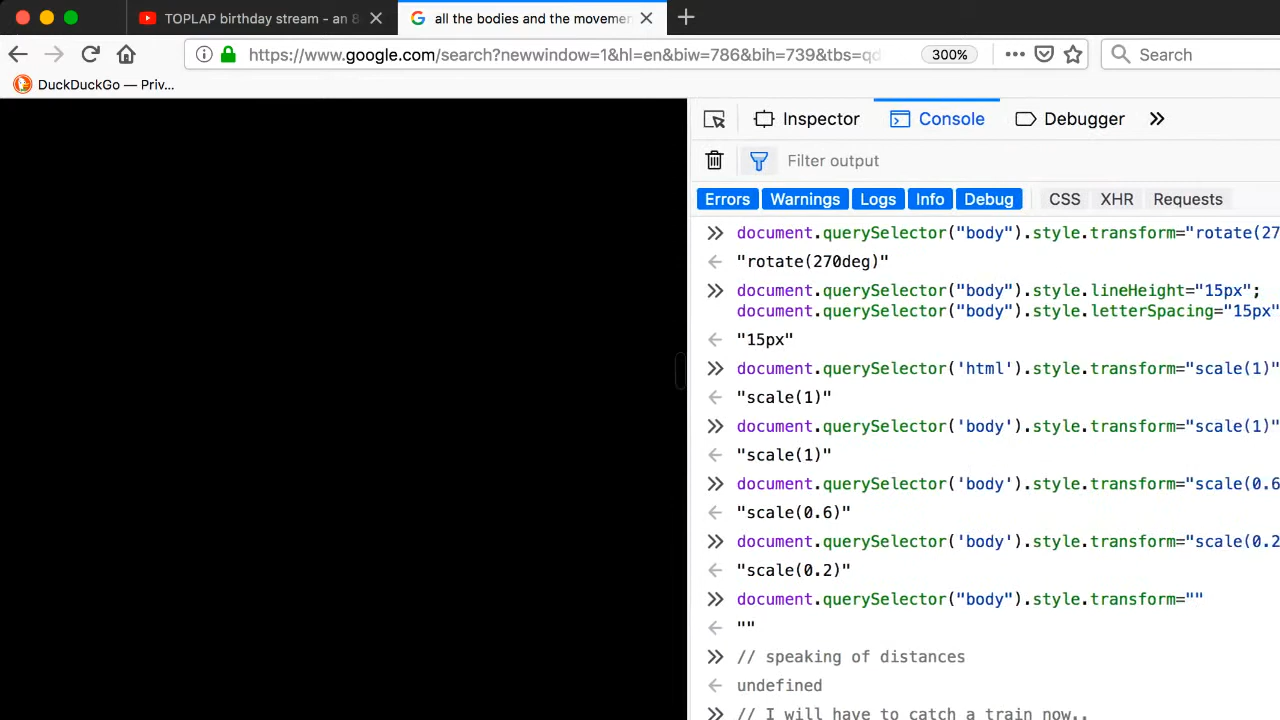 TOPLAP birthday stream - an 8
all the bodies and the movemen
https://www.google.com/search?newwindow=1&hl=en&biw=786&bih=739&tbs=qd
300%
Search
DuckDuckGo — Priv...
Inspector
Console
Debugger
Filter output
Errors
Warnings
Logs
Info
Debug
CSS
XHR
Requests
document.querySelector("body").style.transform="rotate(27
"rotate(270deg)"
document.querySelector("body").style.lineHeight="15px";
document.querySelector("body").style.letterSpacing="15px"
"15px"
document.querySelector('html').style.transform="scale(1)"
"scale(1)"
document.querySelector('body').style.transform="scale(1)"
"scale(1)"
document.querySelector('body').style.transform="scale(0.6
"scale(0.6)"
document.querySelector('body').style.transform="scale(0.2
"scale(0.2)"
document.querySelector("body").style.transform=""
""
// speaking of distances
undefined
// I will have to catch a train now..